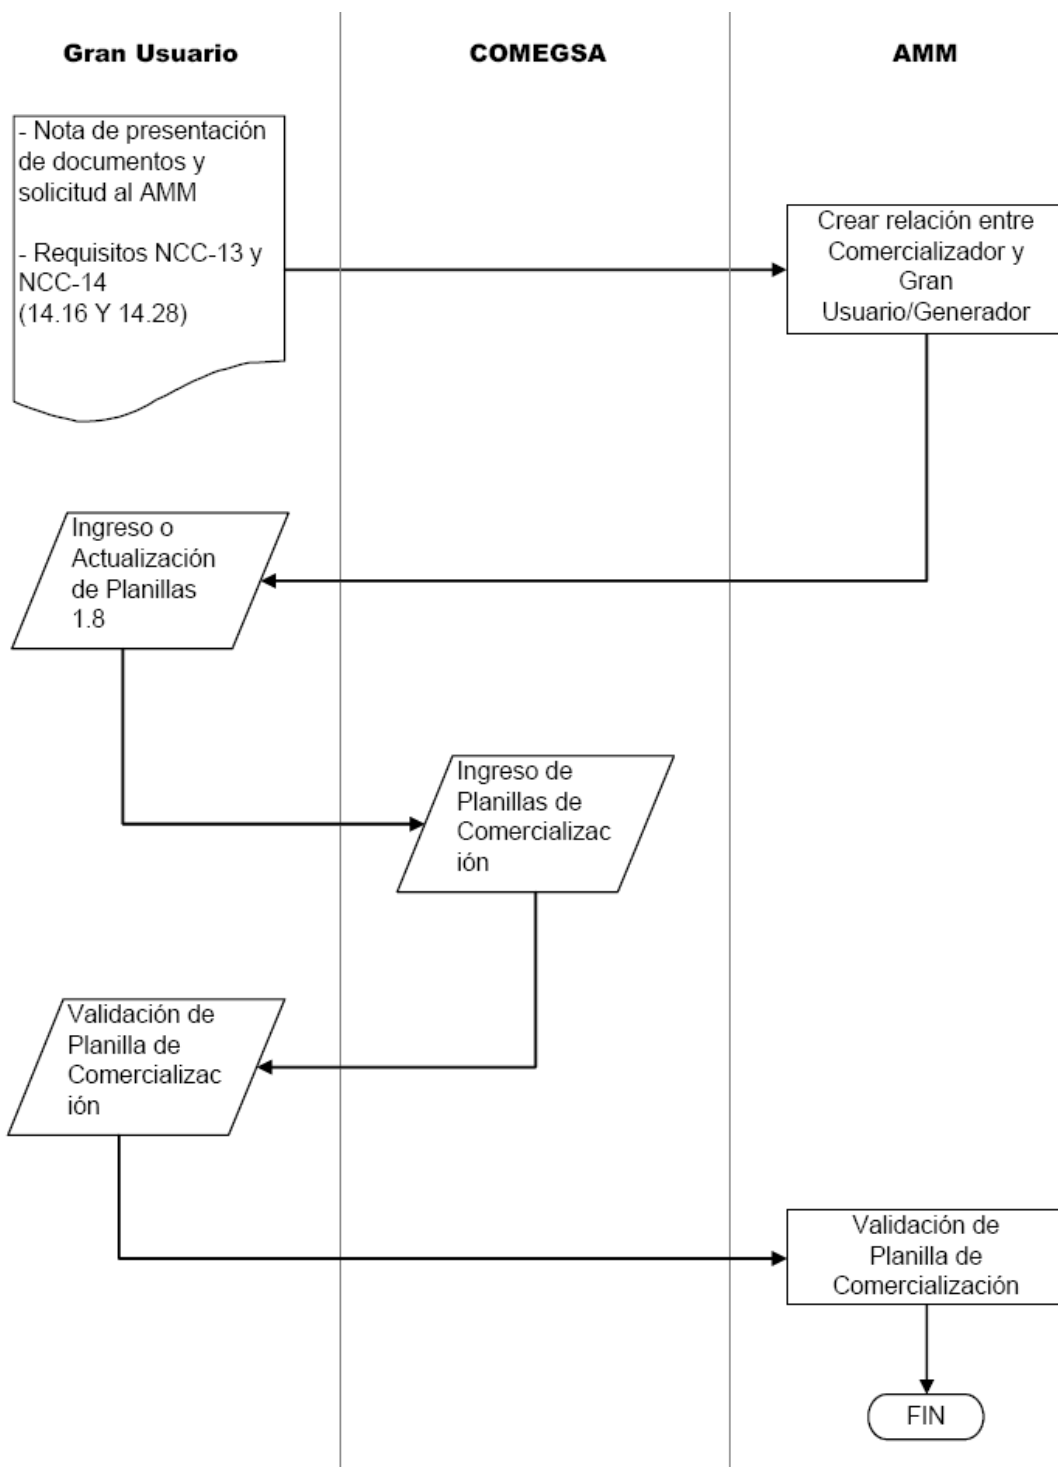 Gran Usuario
COMEGSA
AMM
- Nota de presentación
de documentos y
solicitud al AMM
- Requisitos NCC-13 y
NCC-14
(14.16 Y 14.28)
Crear relación entre
Comercializador y
Gran
Usuario/Generador
Ingreso o
Actualización
de Planillas
1.8
Ingreso de
Planillas de
Comercializac
ión
Validación de
Planilla de
Comercializac
ión
Validación de
Planilla de
Comercialización
FIN